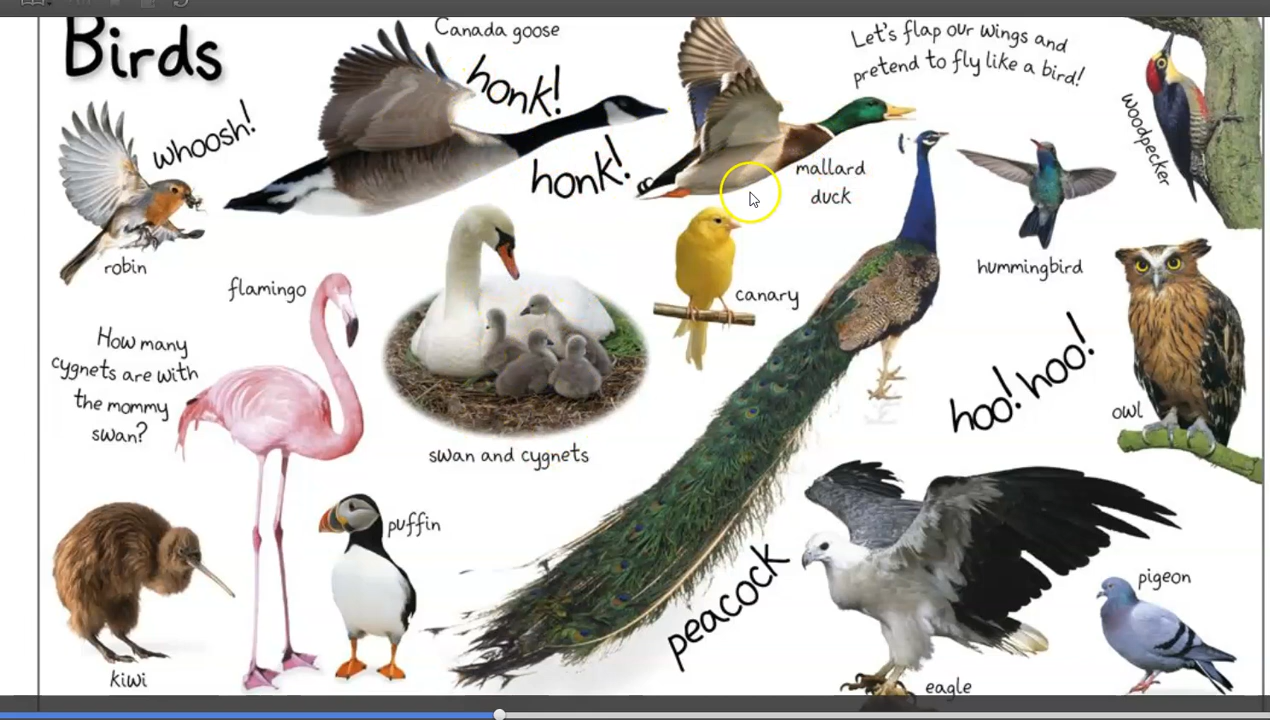 Birds
Canada goose
honk!
honk!
whoosh!
robin
mallard
duck
Let's flap our wings and
pretend to fly like a bird!
woodpecker
hummingbird
flamingo
canary
How many
cygnets are with
the mommy
swan?
swan and cygnets
hoo! hoo!
owl
puffin
peacock
kiwi
eagle
pigeon